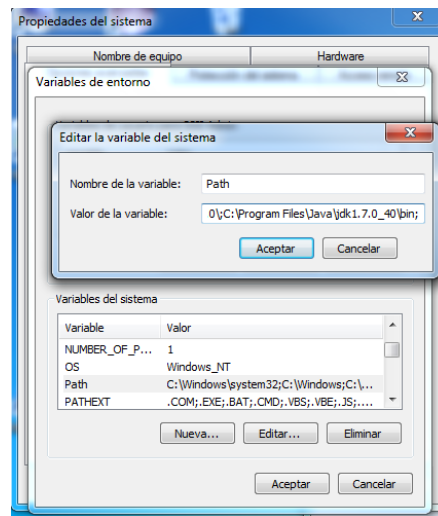 Propiedades del sistema
Nombre de equipo Hardware
Variables de entorno
Editar la variable del sistema
Nombre de la variable: Path
Valor de la variable: 0\;C:\Program Files\Java\jdk1.7.0_40\bin;
Aceptar Cancelar
Variables del sistema
Variable Valor
NUMBER_OF_P... 1
OS Windows_NT
Path C:\Windows\system32;C:\Windows;C:\...
PATHEXT .COM;.EXE;.BAT;.CMD;.VBS;.VBE;.JS;....
Nueva... Editar... Eliminar
Aceptar Cancelar